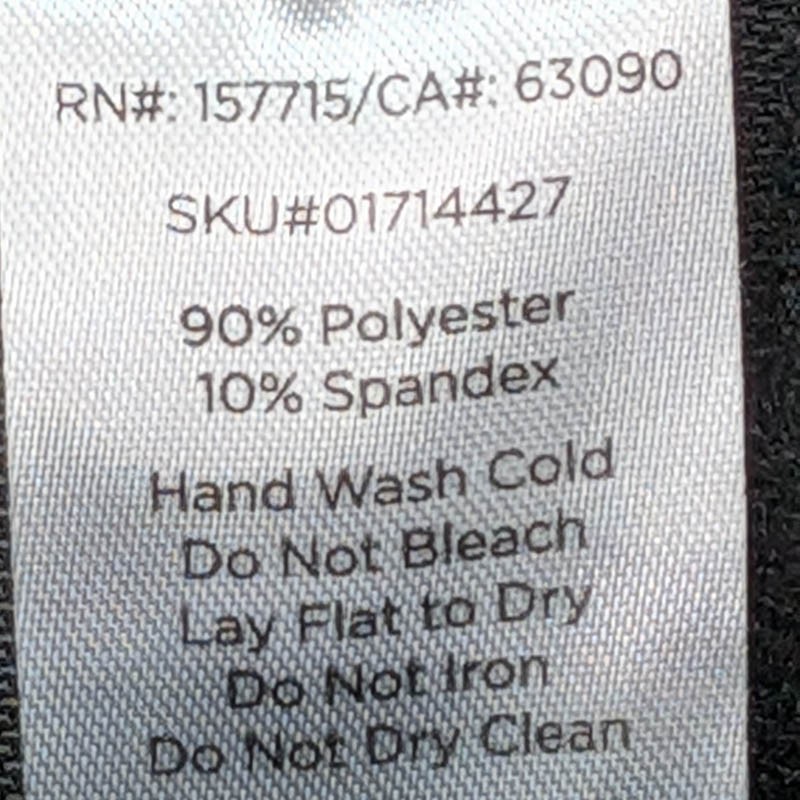 RN#: 157715/CA#: 63090
SKU#01714427
90% Polyester
10% Spandex
Hand Wash Cold
Do Not Bleach
Lay Flat to Dry
Do Not Iron
Do Not Dry Clean